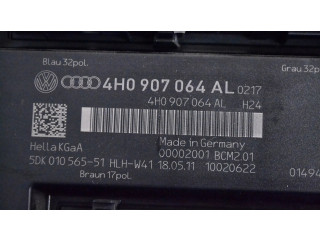 Blau 32pol.
Grau 32po
4H0 907 064 AL 0217
4H0 907 064 AL H24
Made in Germany
Hella KGaA 00002001 BCM2.01
5DK 010 565-51 HLH-W41 18.05.11 10020622
01494
Braun 17pol.